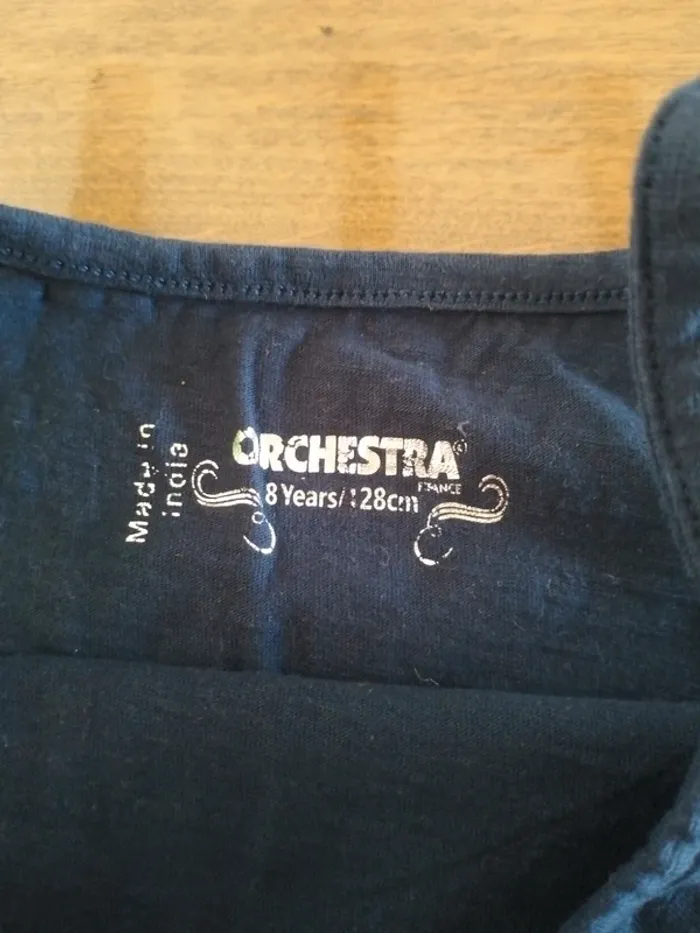 ORCHESTRA®
FRANCE
8 Years/128cm
Made in
india